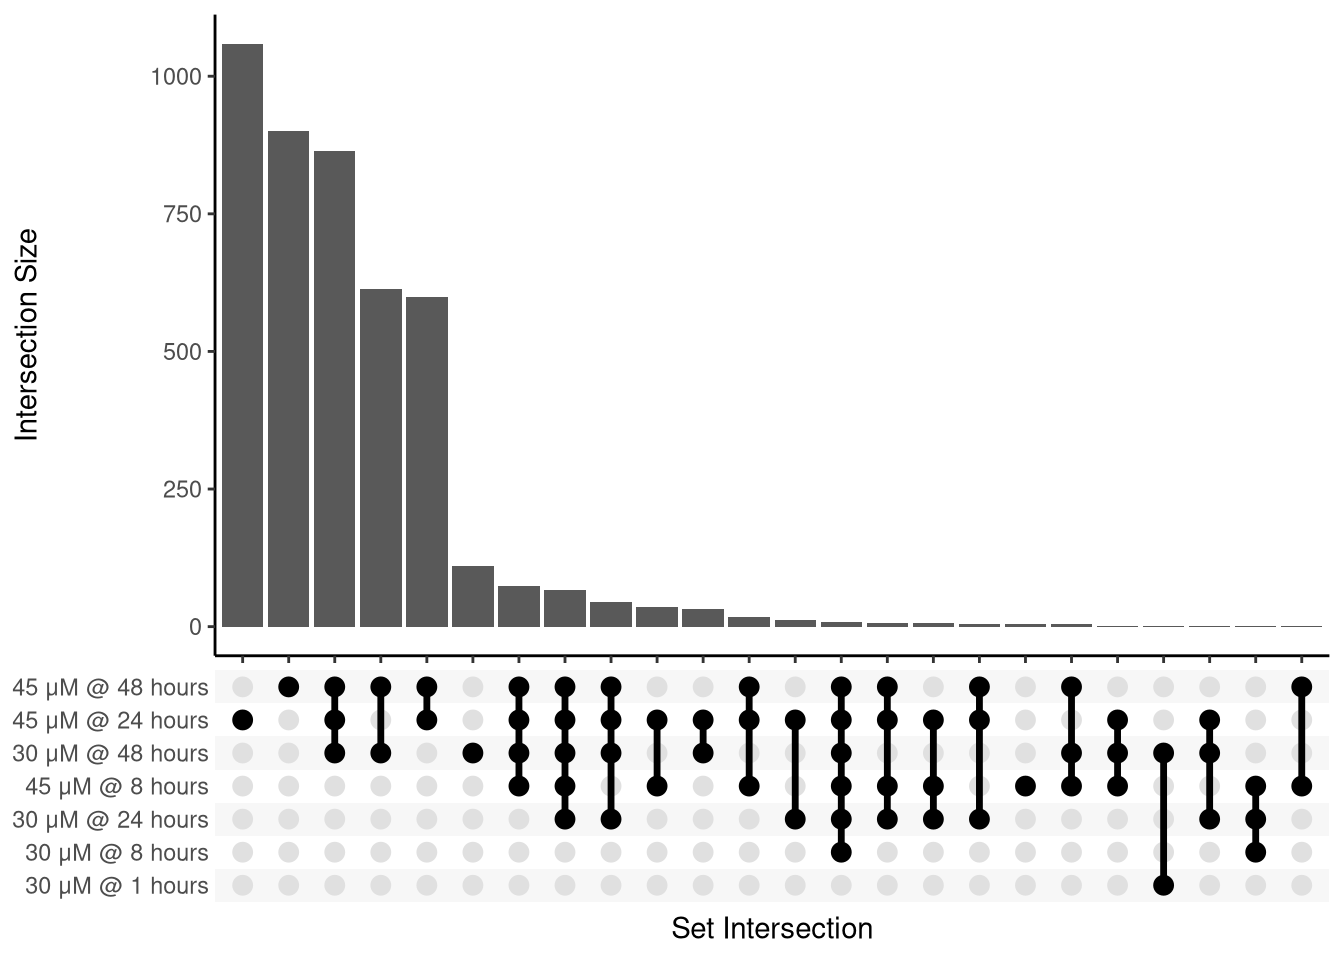 Intersection Size
1000
750
500
250
0
45 µM @ 48 hours
45 µM @ 24 hours
30 µM @ 48 hours
45 µM @ 8 hours
30 µM @ 24 hours
30 µM @ 8 hours
30 µM @ 1 hours
Set Intersection